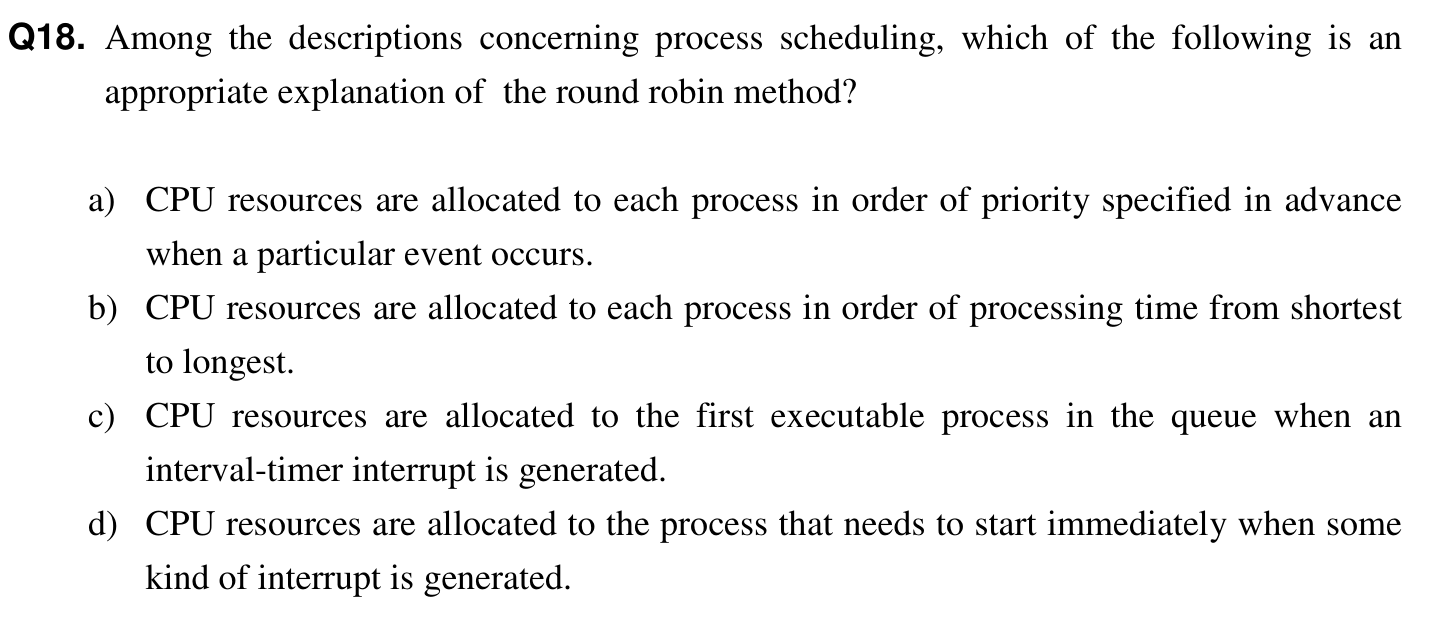 Q18. Among the descriptions concerning process scheduling, which of the following is an
appropriate explanation of the round robin method?
a) CPU resources are allocated to each process in order of priority specified in advance
when a particular event occurs.
b) CPU resources are allocated to each process in order of processing time from shortest
to longest.
c) CPU resources are allocated to the first executable process in the queue when an
interval-timer interrupt is generated.
d) CPU resources are allocated to the process that needs to start immediately when some
kind of interrupt is generated.